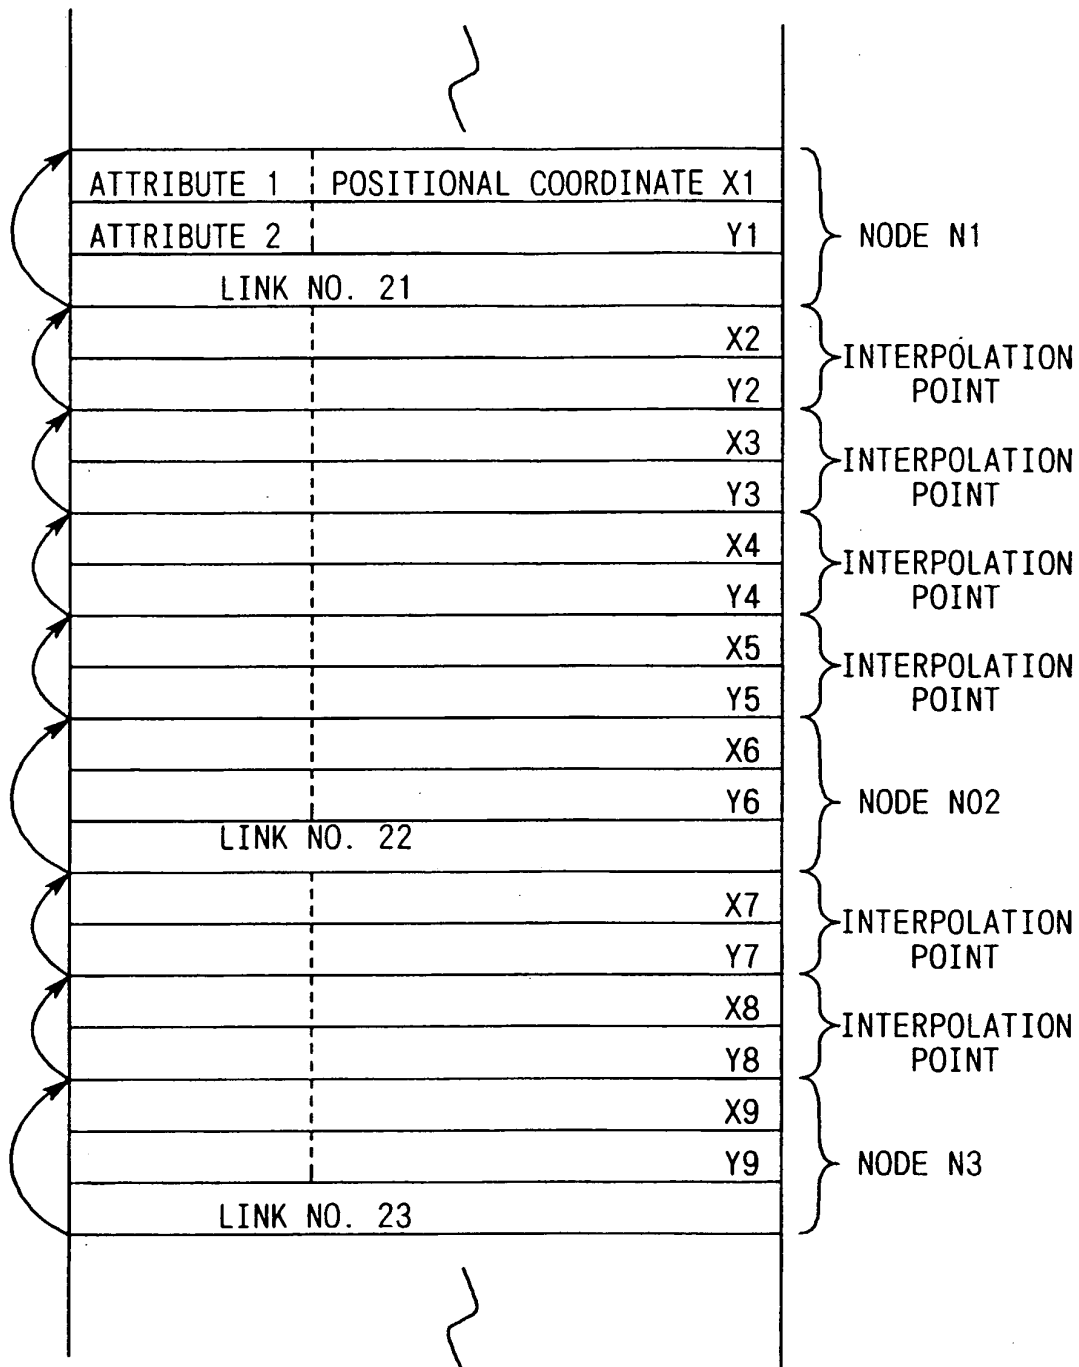 ATTRIBUTE 1 POSITIONAL COORDINATE X1
ATTRIBUTE 2 Y1
NODE N1
LINK NO. 21
X2
INTERPOLATION
Y2
POINT
X3
INTERPOLATION
Y3
POINT
X4
INTERPOLATION
Y4
POINT
X5
INTERPOLATION
Y5
POINT
X6
Y6
NODE N02
LINK NO. 22
X7
INTERPOLATION
Y7
POINT
X8
INTERPOLATION
Y8
POINT
X9
Y9
NODE N3
LINK NO. 23